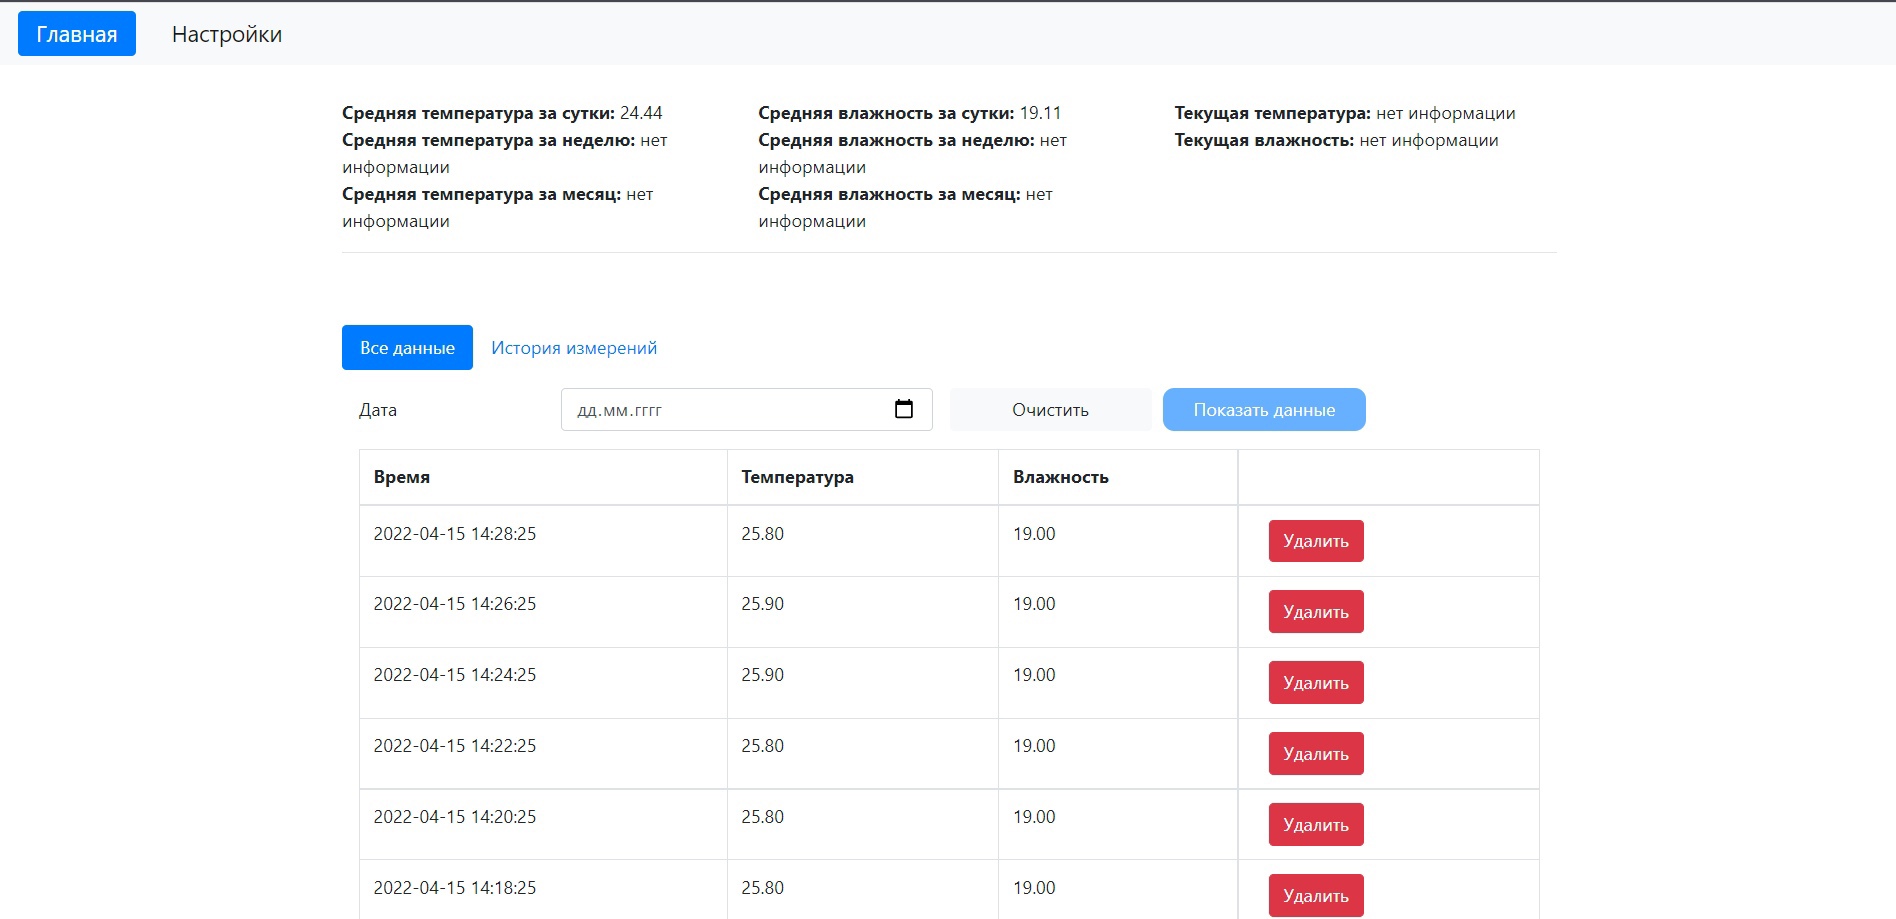 Главная Настройки
Средняя температура за сутки: 24.44
Средняя температура за неделю: нет
информации
Средняя температура за месяц: нет
информации
Средняя влажность за сутки: 19.11
Средняя влажность за неделю: нет
информации
Средняя влажность за месяц: нет
информации
Текущая температура: нет информации
Текущая влажность: нет информации
Все данные История измерений
Дата дд.мм.гггг Очистить Показать данные
Время Температура Влажность
2022-04-15 14:28:25 25.80 19.00 Удалить
2022-04-15 14:26:25 25.90 19.00 Удалить
2022-04-15 14:24:25 25.90 19.00 Удалить
2022-04-15 14:22:25 25.80 19.00 Удалить
2022-04-15 14:20:25 25.80 19.00 Удалить
2022-04-15 14:18:25 25.80 19.00 Удалить